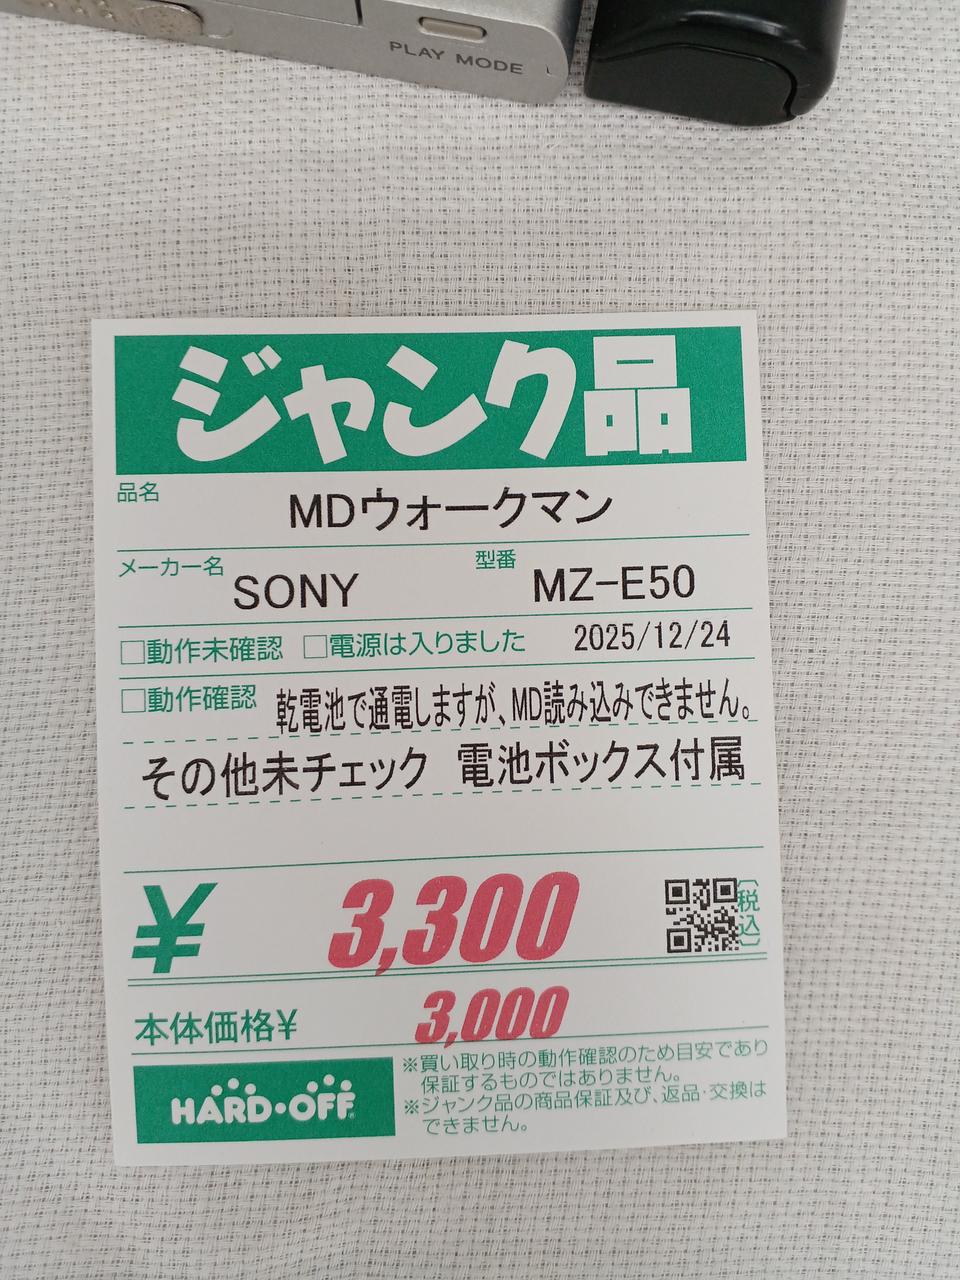 PLAY MODE
ジャンク品
品名
MDウォークマン
メーカー名 SONY 型番 MZ-E50
□動作未確認 □電源は入りました 2025/12/24
□動作確認 乾電池で通電しますが、MD読み込みできません。
その他未チェック 電池ボックス付属
¥ 3,300 (税込)
本体価格¥ 3,000
HARD・OFF
※買い取り時の動作確認のため目安であり
保証するものではありません。
※ジャンク品の商品保証及び、返品・交換は
できません。